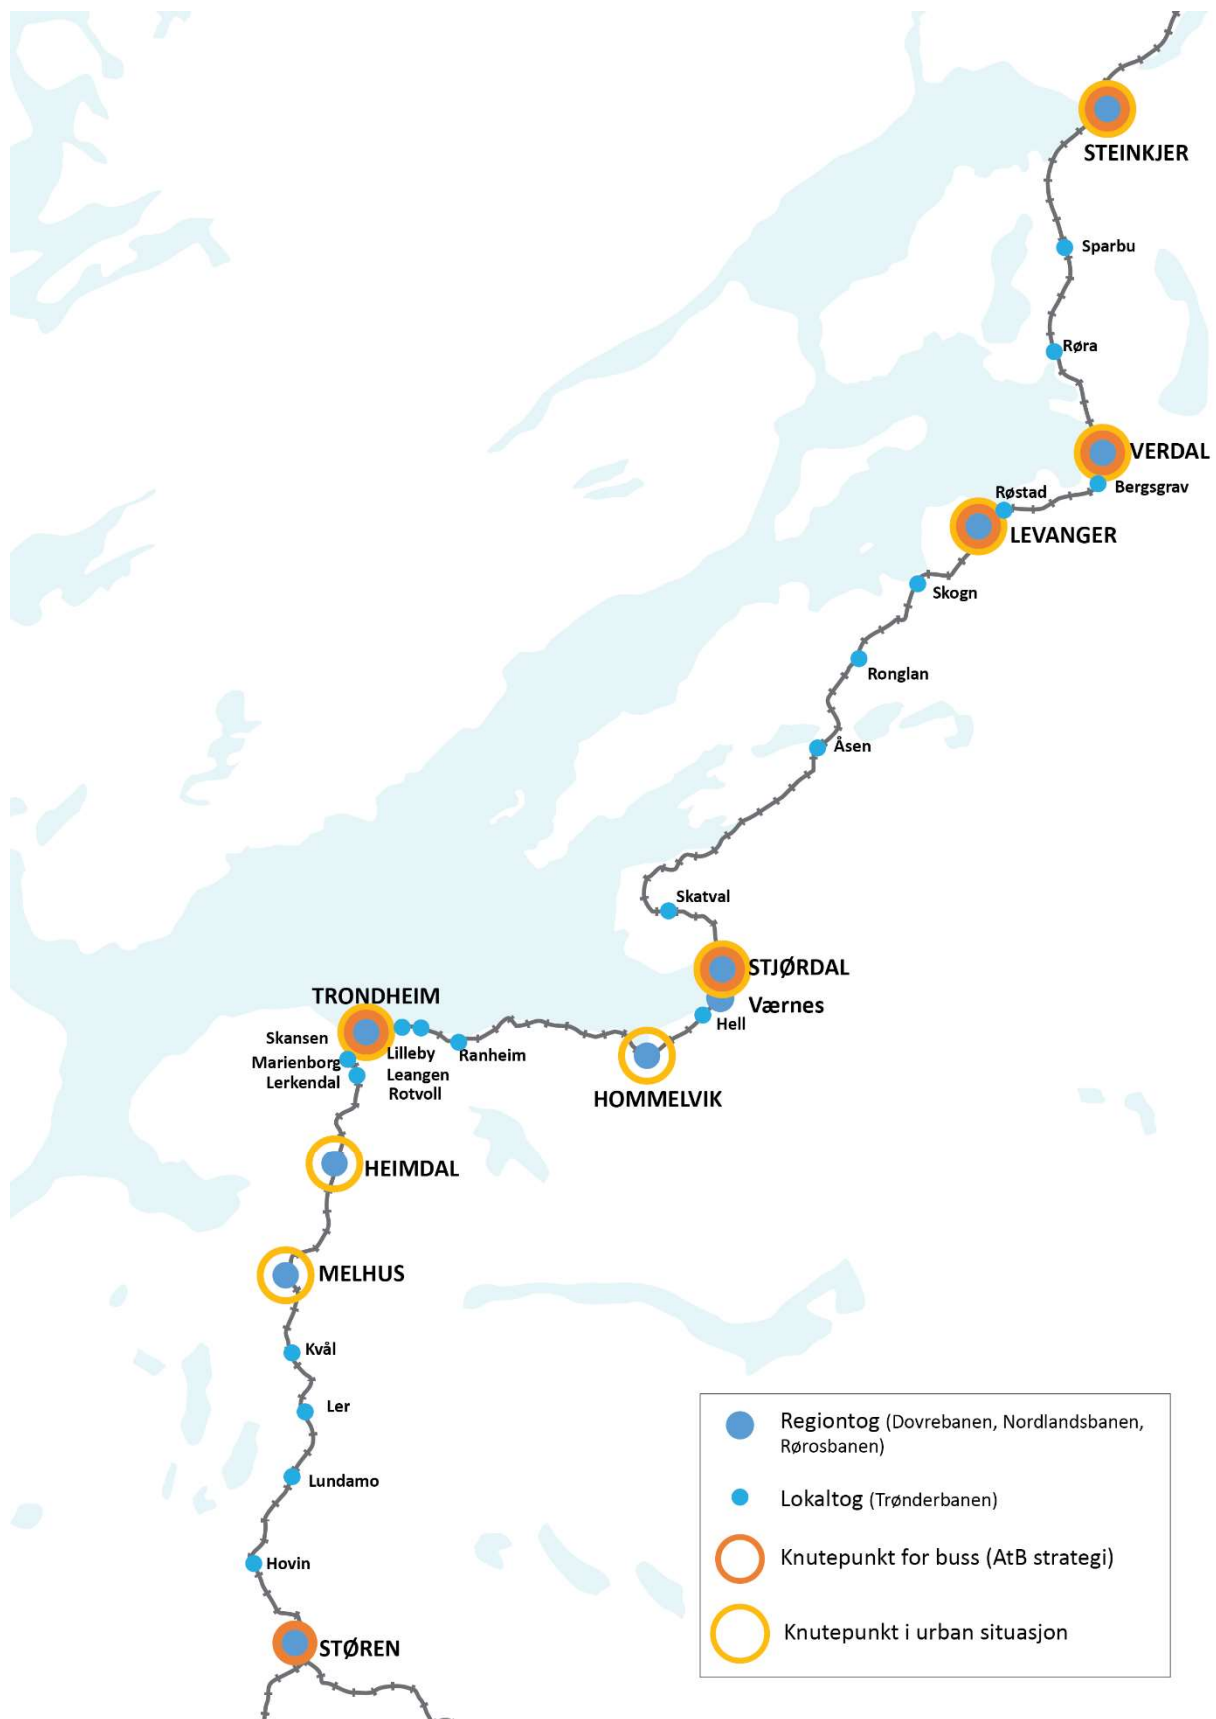 STEINKJER
Sparbu
Røra
VERDAL
Bergsgrav
Røstad
LEVANGER
Skogn
Ronglan
Åsen
Skatval
STJØRDAL
Værnes
Hell
TRONDHEIM
Skansen
Marienborg
Lerkendal
Lilleby
Leangen
Rotvoll
Ranheim
HOMMELVIK
HEIMDAL
MELHUS
Kvål
Ler
Lundamo
Hovin
STØREN
Regiontog (Dovrebanen, Nordlandsbanen,
Rørosbanen)
Lokaltog (Trønderbanen)
Knutepunkt for buss (AtB strategi)
Knutepunkt i urban situasjon